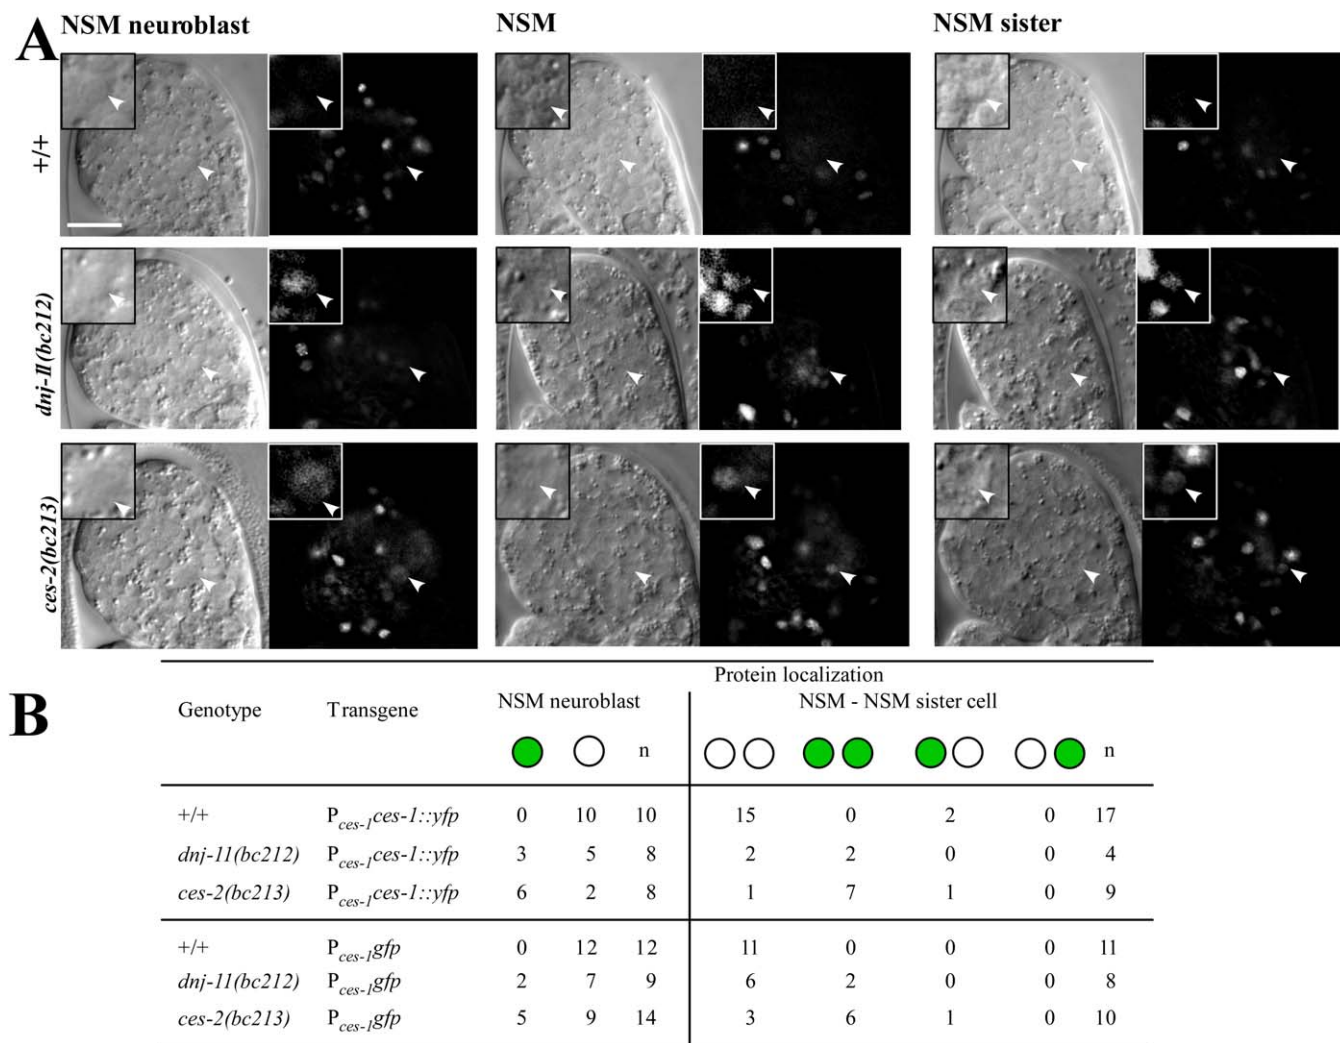 A
NSM neuroblast
NSM
NSM sister
+/+
dnj-11(bc212)
ces-2(bc213)
B
Protein localization
Genotype Transgene NSM neuroblast NSM - NSM sister cell
n n
+/+ Pces-1ces-1::yfp 0 10 10 15 0 2 0 17
dnj-11(bc212) Pces-1ces-1::yfp 3 5 8 2 2 0 0 4
ces-2(bc213) Pces-1ces-1::yfp 6 2 8 1 7 1 0 9
+/+ Pces-1gfp 0 12 12 11 0 0 0 11
dnj-11(bc212) Pces-1gfp 2 7 9 6 2 0 0 8
ces-2(bc213) Pces-1gfp 5 9 14 3 6 1 0 10